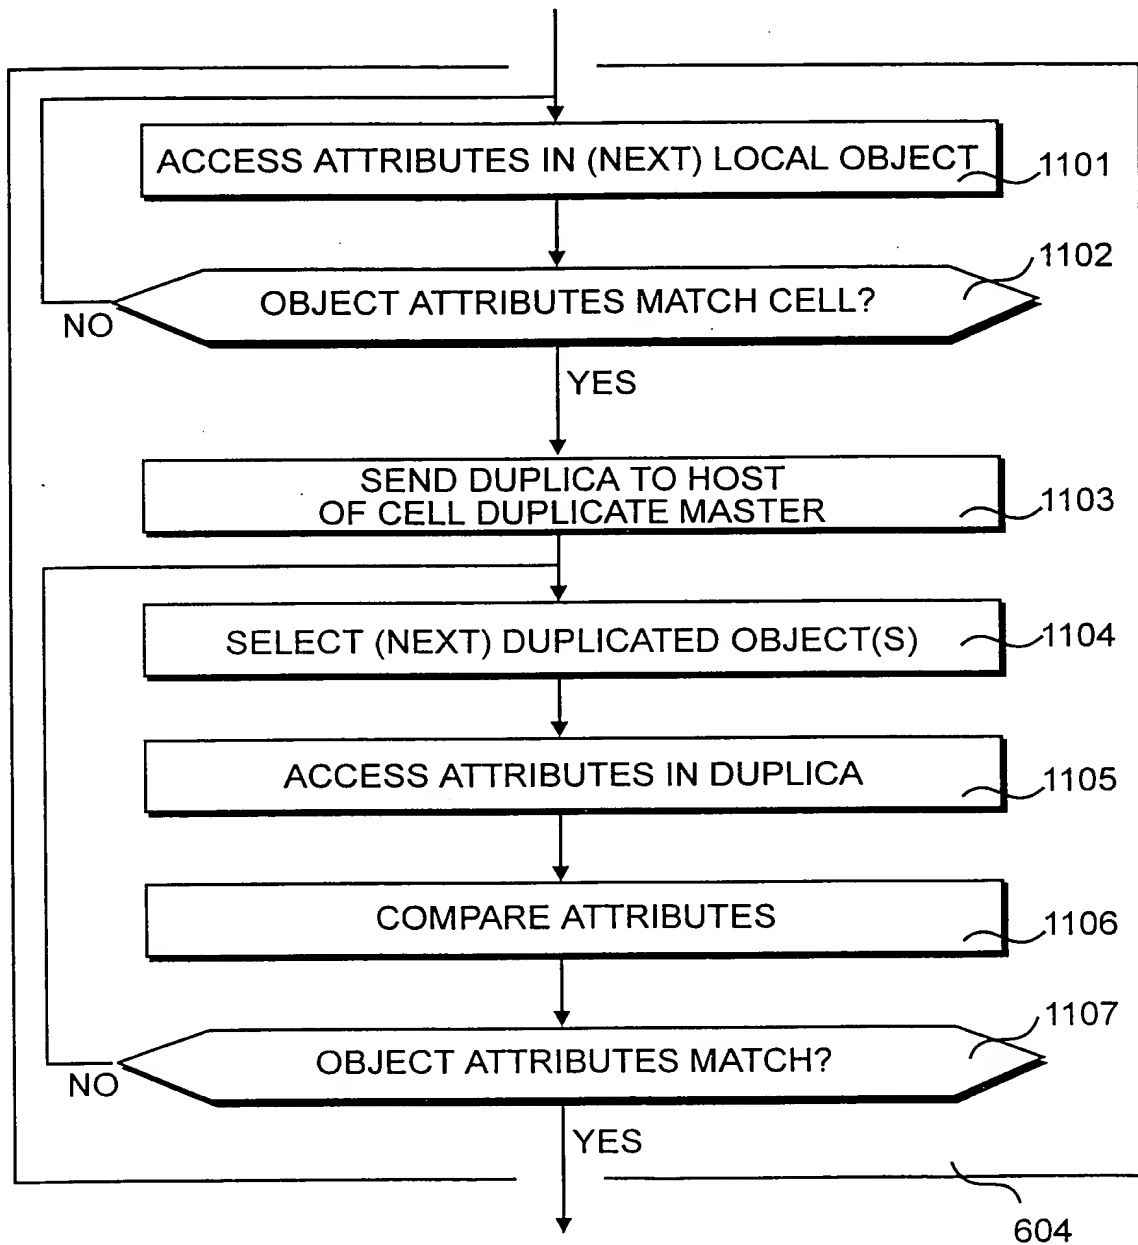 ACCESS ATTRIBUTES IN (NEXT) LOCAL OBJECT
1101
1102
OBJECT ATTRIBUTES MATCH CELL?
NO
YES
SEND DUPLICA TO HOST
OF CELL DUPLICATE MASTER
1103
SELECT (NEXT) DUPLICATED OBJECT(S)
1104
ACCESS ATTRIBUTES IN DUPLICA
1105
COMPARE ATTRIBUTES
1106
1107
OBJECT ATTRIBUTES MATCH?
NO
YES
604